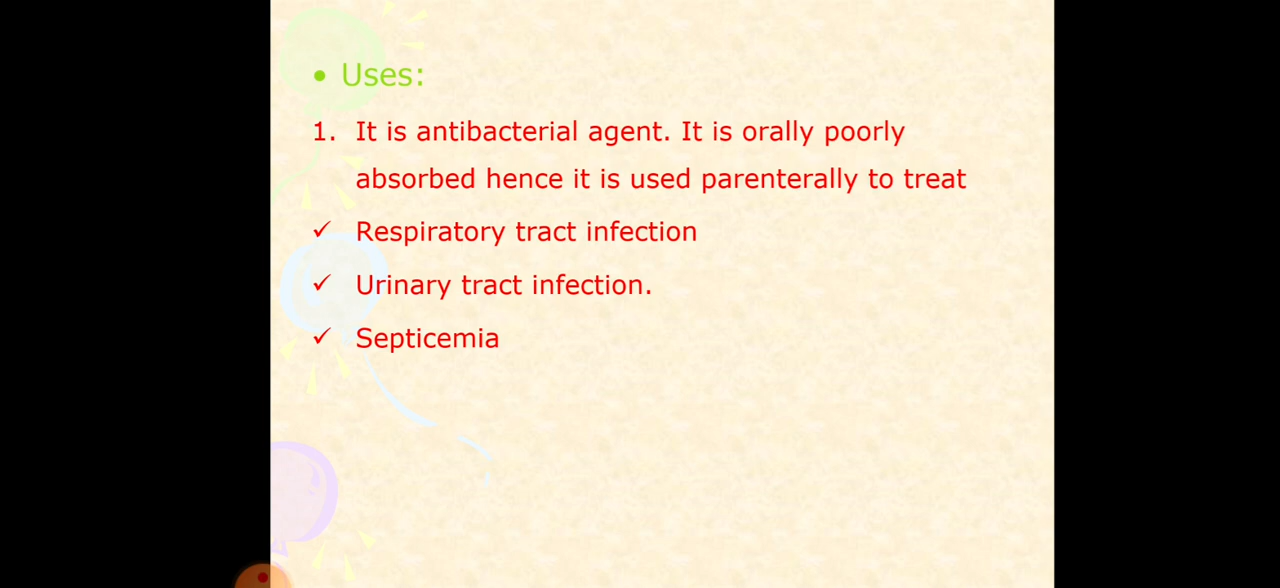 • Uses:
1. It is antibacterial agent. It is orally poorly
absorbed hence it is used parenterally to treat
✓ Respiratory tract infection
✓ Urinary tract infection.
✓ Septicemia